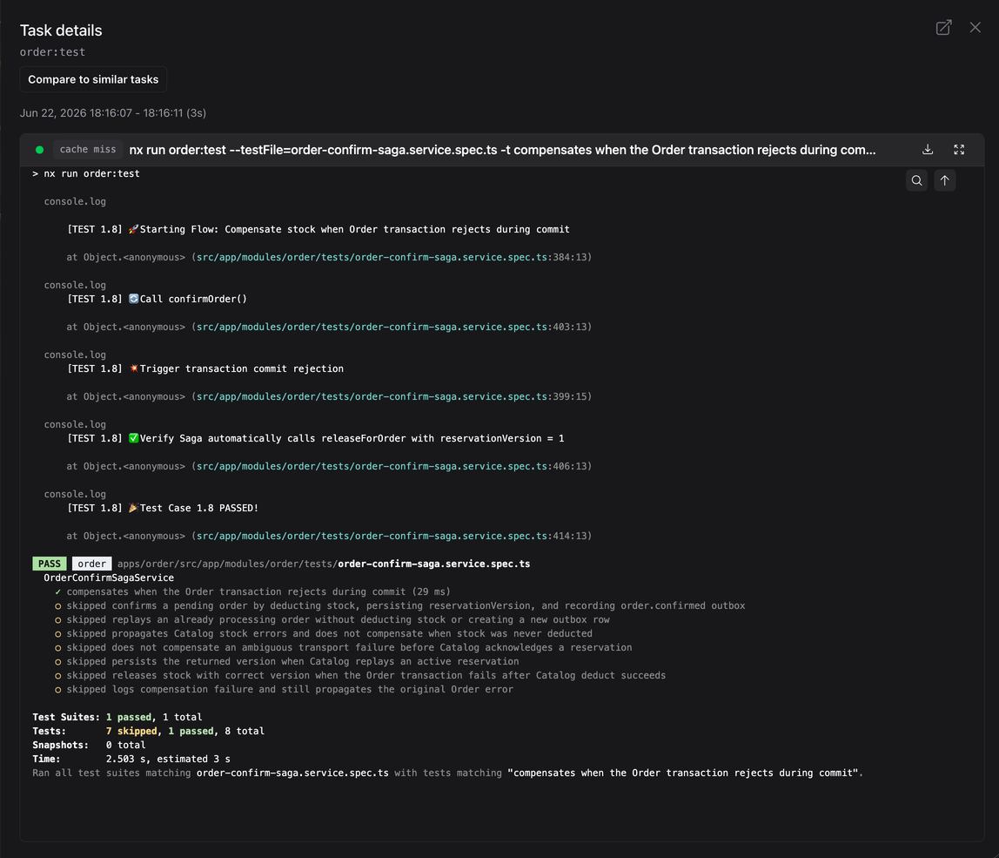 Task details
order:test
Compare to similar tasks
Jun 22, 2026 18:16:07 - 18:16:11 (3s)
cache miss nx run order:test --testFile=order-confirm-saga.service.spec.ts -t compensates when the Order transaction rejects during com...
> nx run order:test
console.log
[TEST 1.8] 🚀Starting Flow: Compensate stock when Order transaction rejects during commit
at Object.<anonymous> (src/app/modules/order/tests/order-confirm-saga.service.spec.ts:384:13)
console.log
[TEST 1.8] 🔄Call confirmOrder()
at Object.<anonymous> (src/app/modules/order/tests/order-confirm-saga.service.spec.ts:403:13)
console.log
[TEST 1.8] 💥Trigger transaction commit rejection
at Object.<anonymous> (src/app/modules/order/tests/order-confirm-saga.service.spec.ts:399:15)
console.log
[TEST 1.8] ✅Verify Saga automatically calls releaseForOrder with reservationVersion = 1
at Object.<anonymous> (src/app/modules/order/tests/order-confirm-saga.service.spec.ts:406:13)
console.log
[TEST 1.8] 🎉Test Case 1.8 PASSED!
at Object.<anonymous> (src/app/modules/order/tests/order-confirm-saga.service.spec.ts:414:13)
PASS order apps/order/src/app/modules/order/tests/order-confirm-saga.service.spec.ts
OrderConfirmSagaService
✓ compensates when the Order transaction rejects during commit (29 ms)
○ skipped confirms a pending order by deducting stock, persisting reservationVersion, and recording order.confirmed outbox
○ skipped replays an already processing order without deducting stock or creating a new outbox row
○ skipped propagates Catalog stock errors and does not compensate when stock was never deducted
○ skipped does not compensate an ambiguous transport failure before Catalog acknowledges a reservation
○ skipped persists the returned version when Catalog replays an active reservation
○ skipped releases stock with correct version when the Order transaction fails after Catalog deduct succeeds
○ skipped logs compensation failure and still propagates the original Order error
Test Suites: 1 passed, 1 total
Tests: 7 skipped, 1 passed, 8 total
Snapshots: 0 total
Time: 2.503 s, estimated 3 s
Ran all test suites matching order-confirm-saga.service.spec.ts with tests matching "compensates when the Order transaction rejects during commit".